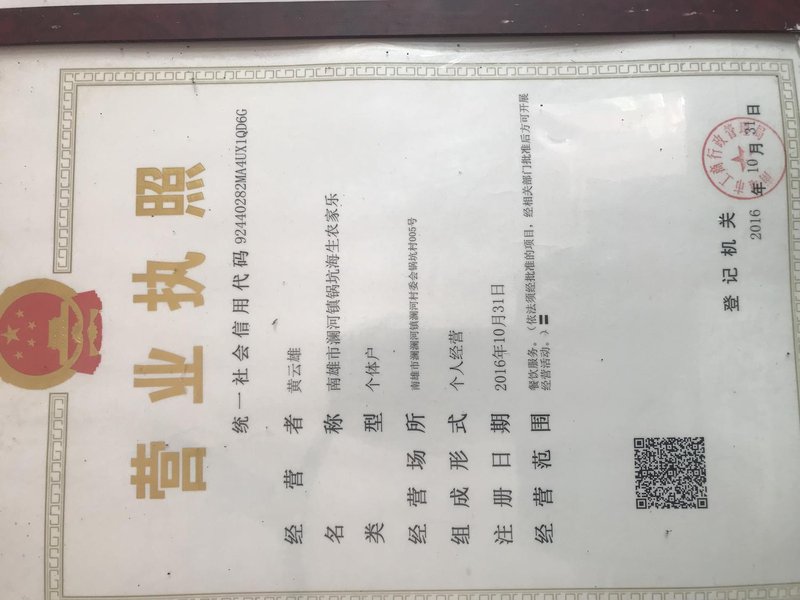 营业执照
统一社会信用代码 92440282MA4UX1QD6G
经营者 黄云雄
名称 南雄市澜河镇锅坑海生农家乐
类型 个体户
经营场所 南雄市澜河镇澜河村委会锅坑村005号
组成形式 个人经营
注册日期 2016年10月31日
经营范围 餐饮服务。(依法须经批准的项目,经相关部门批准后方可开展
经营活动。)
登记机关
2016年10月31日